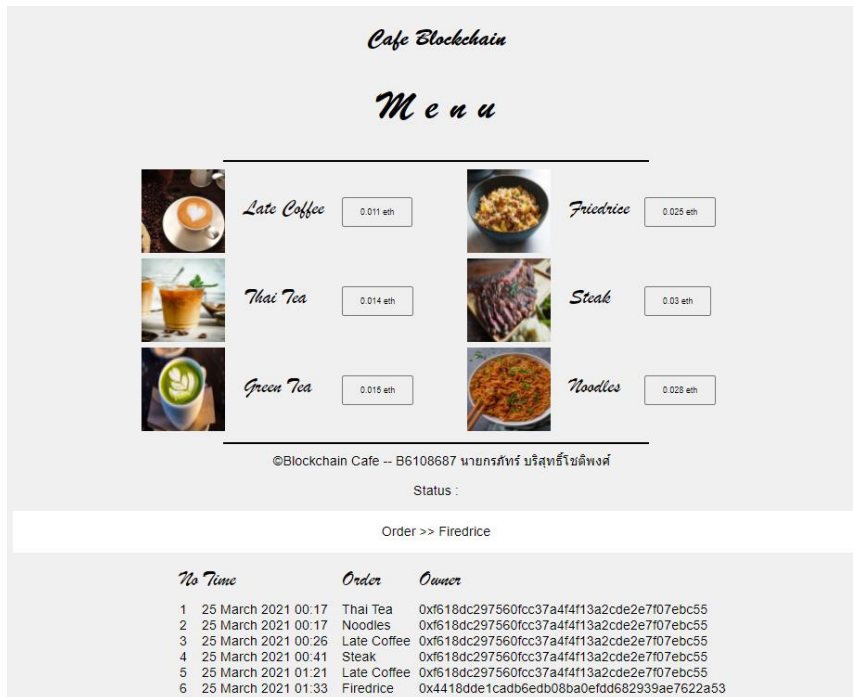 Cafe Blockchain
Menu
Late Coffee 0.011 eth Friedrice 0.025 eth
Thai Tea 0.014 eth Steak 0.03 eth
Green Tea 0.015 eth Noodles 0.028 eth
©Blockchain Cafe -- B6108687 นายกรภัทร์ บริสุทธิ์โชติพงศ์
Status :
Order >> Firedrice
No Time Order Owner
1 25 March 2021 00:17 Thai Tea 0xf618dc297560fcc37a4f4f13a2cde2e7f07ebc55
2 25 March 2021 00:17 Noodles 0xf618dc297560fcc37a4f4f13a2cde2e7f07ebc55
3 25 March 2021 00:26 Late Coffee 0xf618dc297560fcc37a4f4f13a2cde2e7f07ebc55
4 25 March 2021 00:41 Steak 0xf618dc297560fcc37a4f4f13a2cde2e7f07ebc55
5 25 March 2021 01:21 Late Coffee 0xf618dc297560fcc37a4f4f13a2cde2e7f07ebc55
6 25 March 2021 01:33 Firedrice 0x4418dde1cadb6edb08ba0efdd682939ae7622a53